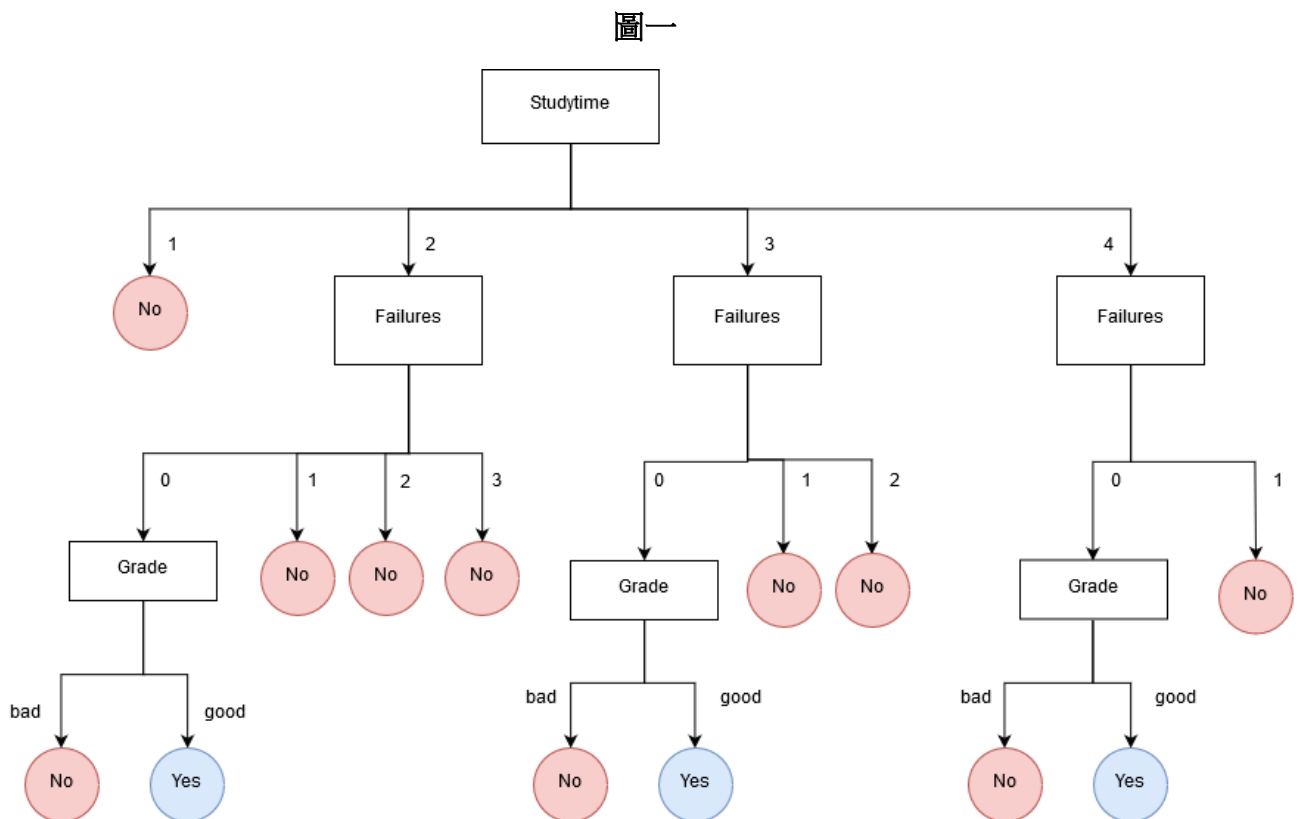 圖一
Studytime
1
2
3
4
No
Failures
Failures
Failures
0
1
2
3
0
1
2
0
1
Grade
No
No
No
Grade
No
No
Grade
No
bad
good
bad
good
bad
good
No
Yes
No
Yes
No
Yes